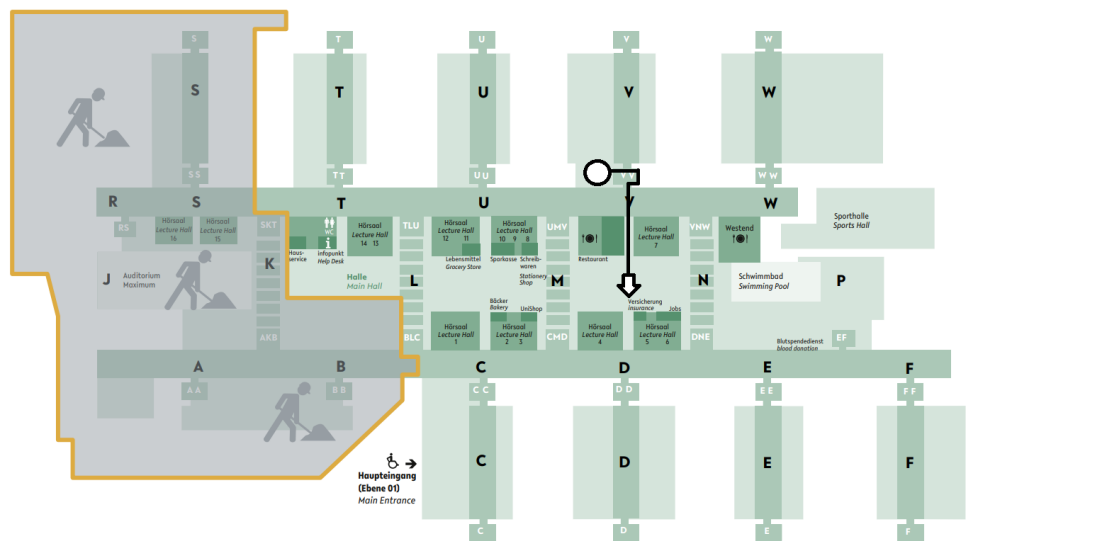 S
T
U
V
W
S
T
U
V
W
SS
TT
UU
WW
R
S
T
U
V
W
RS
Hörsaal
Lecture Hall
16
Hörsaal
Lecture Hall
15
SKT
WC
Haus-
service
Infopunkt
Help Desk
Hörsaal
Lecture Hall
14 13
TLU
Hörsaal
Lecture Hall
12 11
Lebensmittel
Grocery Store
Hörsaal
Lecture Hall
10 9 8
Sparkasse
Schreib-
waren
Stationery
Shop
UMV
Restaurant
Hörsaal
Lecture Hall
7
VNW
Westend
Sporthalle
Sports Hall
J
Auditorium
Maximum
K
Halle
Main Hall
L
M
N
Schwimmbad
Swimming Pool
P
AKB
BLC
Hörsaal
Lecture Hall
1
Bäcker
Bakery
UniShop
Hörsaal
Lecture Hall
2 3
CMD
Hörsaal
Lecture Hall
4
Versicherung
insurance
Jobs
Hörsaal
Lecture Hall
5 6
DNE
Blutspendedienst
blood donation
EF
A
B
C
D
E
F
AA
BB
CC
DD
EE
FF
C
D
E
F
Haupteingang
(Ebene 01)
Main Entrance
C
D
E
F